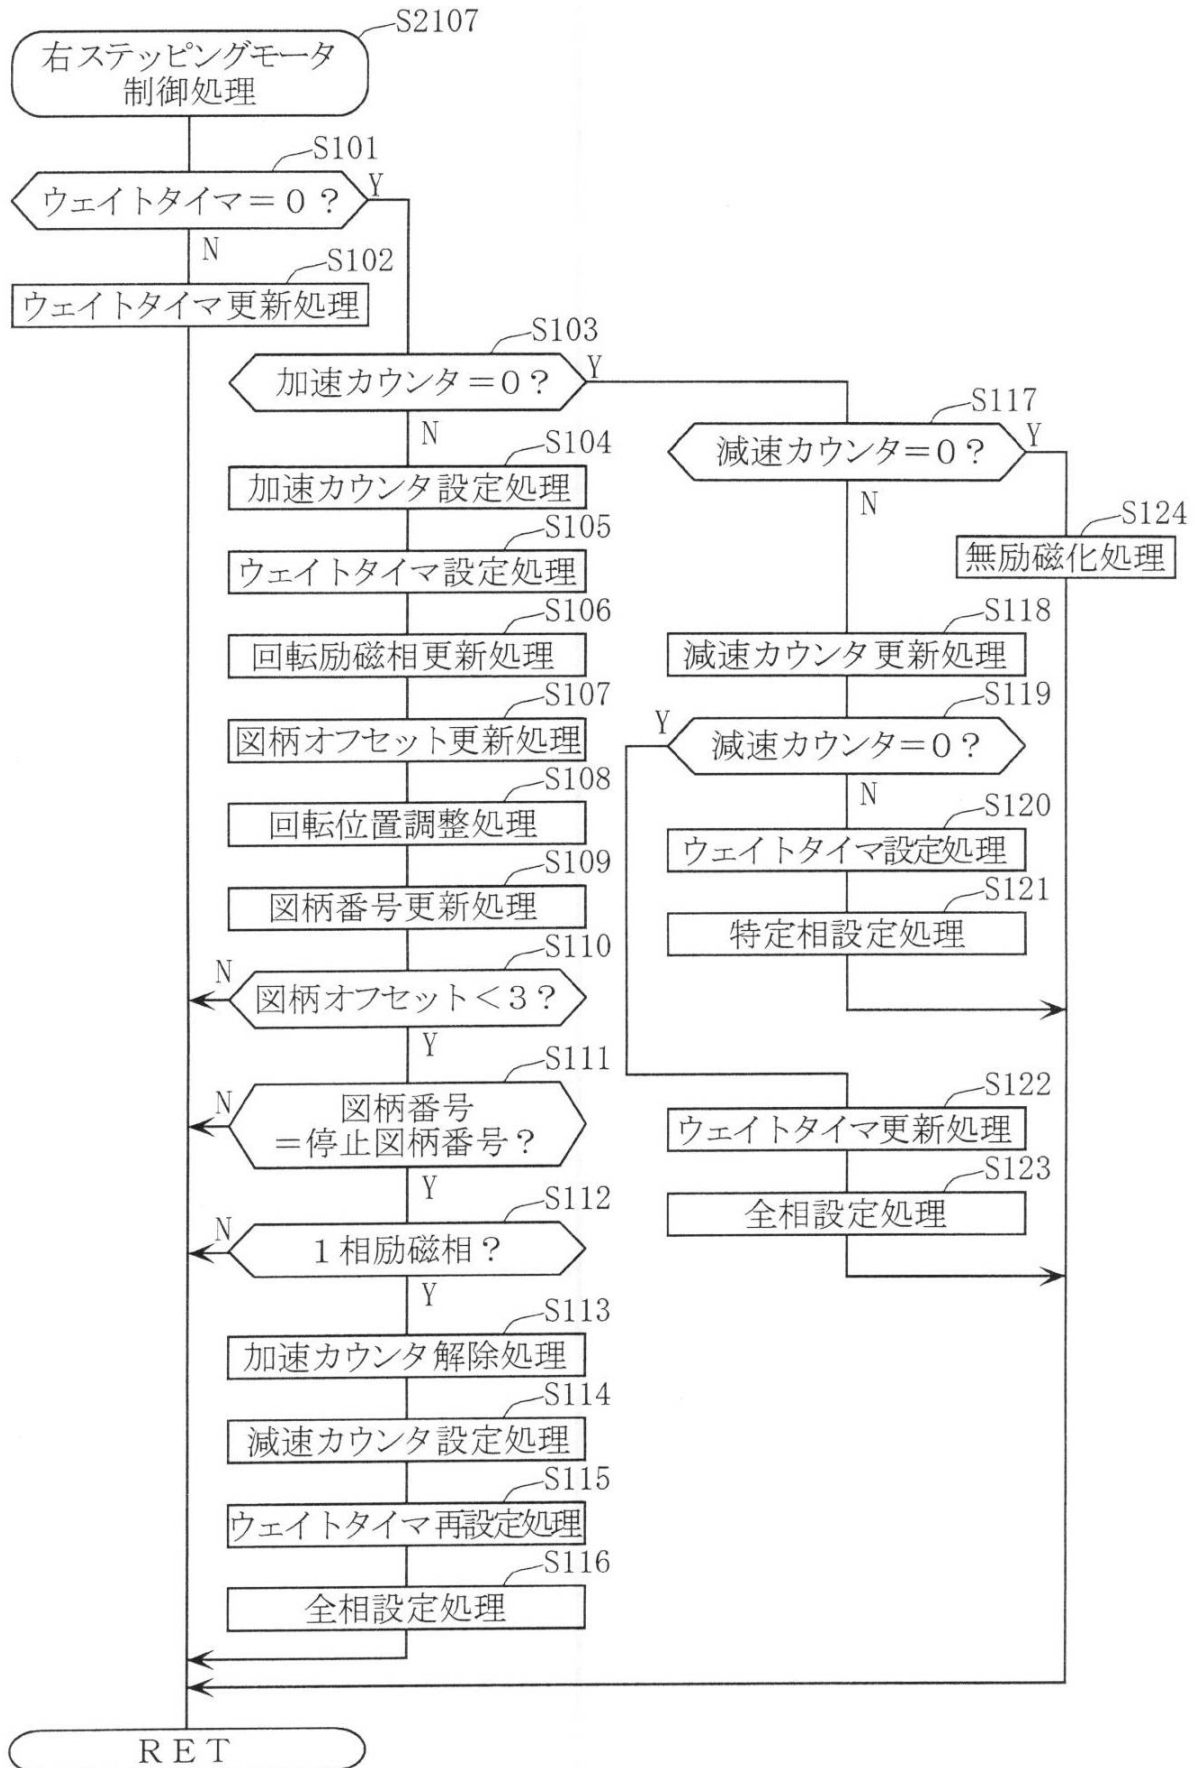 S2107
右ステッピングモータ
制御処理
S101
ウェイトタイマ＝0？
Y
N
S102
ウェイトタイマ更新処理
S103
加速カウンタ＝0？
Y
N
S104
加速カウンタ設定処理
S105
ウェイトタイマ設定処理
S106
回転励磁相更新処理
S107
図柄オフセット更新処理
S108
回転位置調整処理
S109
図柄番号更新処理
S110
図柄オフセット＜3？
N
Y
S111
図柄番号
＝停止図柄番号？
N
Y
S112
1相励磁相？
N
Y
S113
加速カウンタ解除処理
S114
減速カウンタ設定処理
S115
ウェイトタイマ再設定処理
S116
全相設定処理
S117
減速カウンタ＝0？
Y
N
S124
無励磁化処理
S118
減速カウンタ更新処理
S119
減速カウンタ＝0？
Y
N
S120
ウェイトタイマ設定処理
S121
特定相設定処理
S122
ウェイトタイマ更新処理
S123
全相設定処理
RET